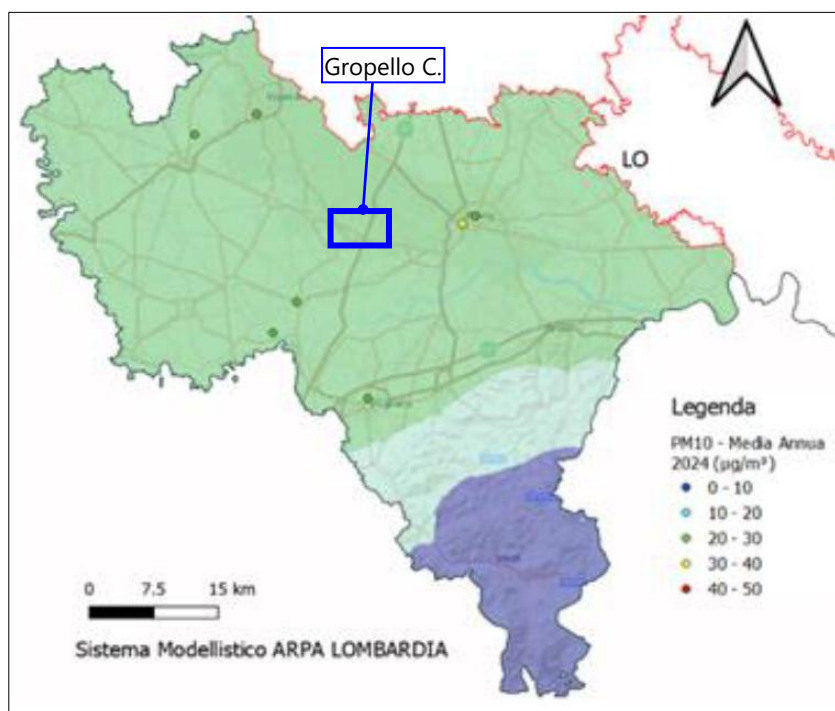 Gropello C.
LO
Legenda
PM10 - Media Annua
2024 (µg/m³)
0 - 10
10 - 20
20 - 30
30 - 40
40 - 50
0 7.5 15 km
Sistema Modellistico ARPA LOMBARDIA